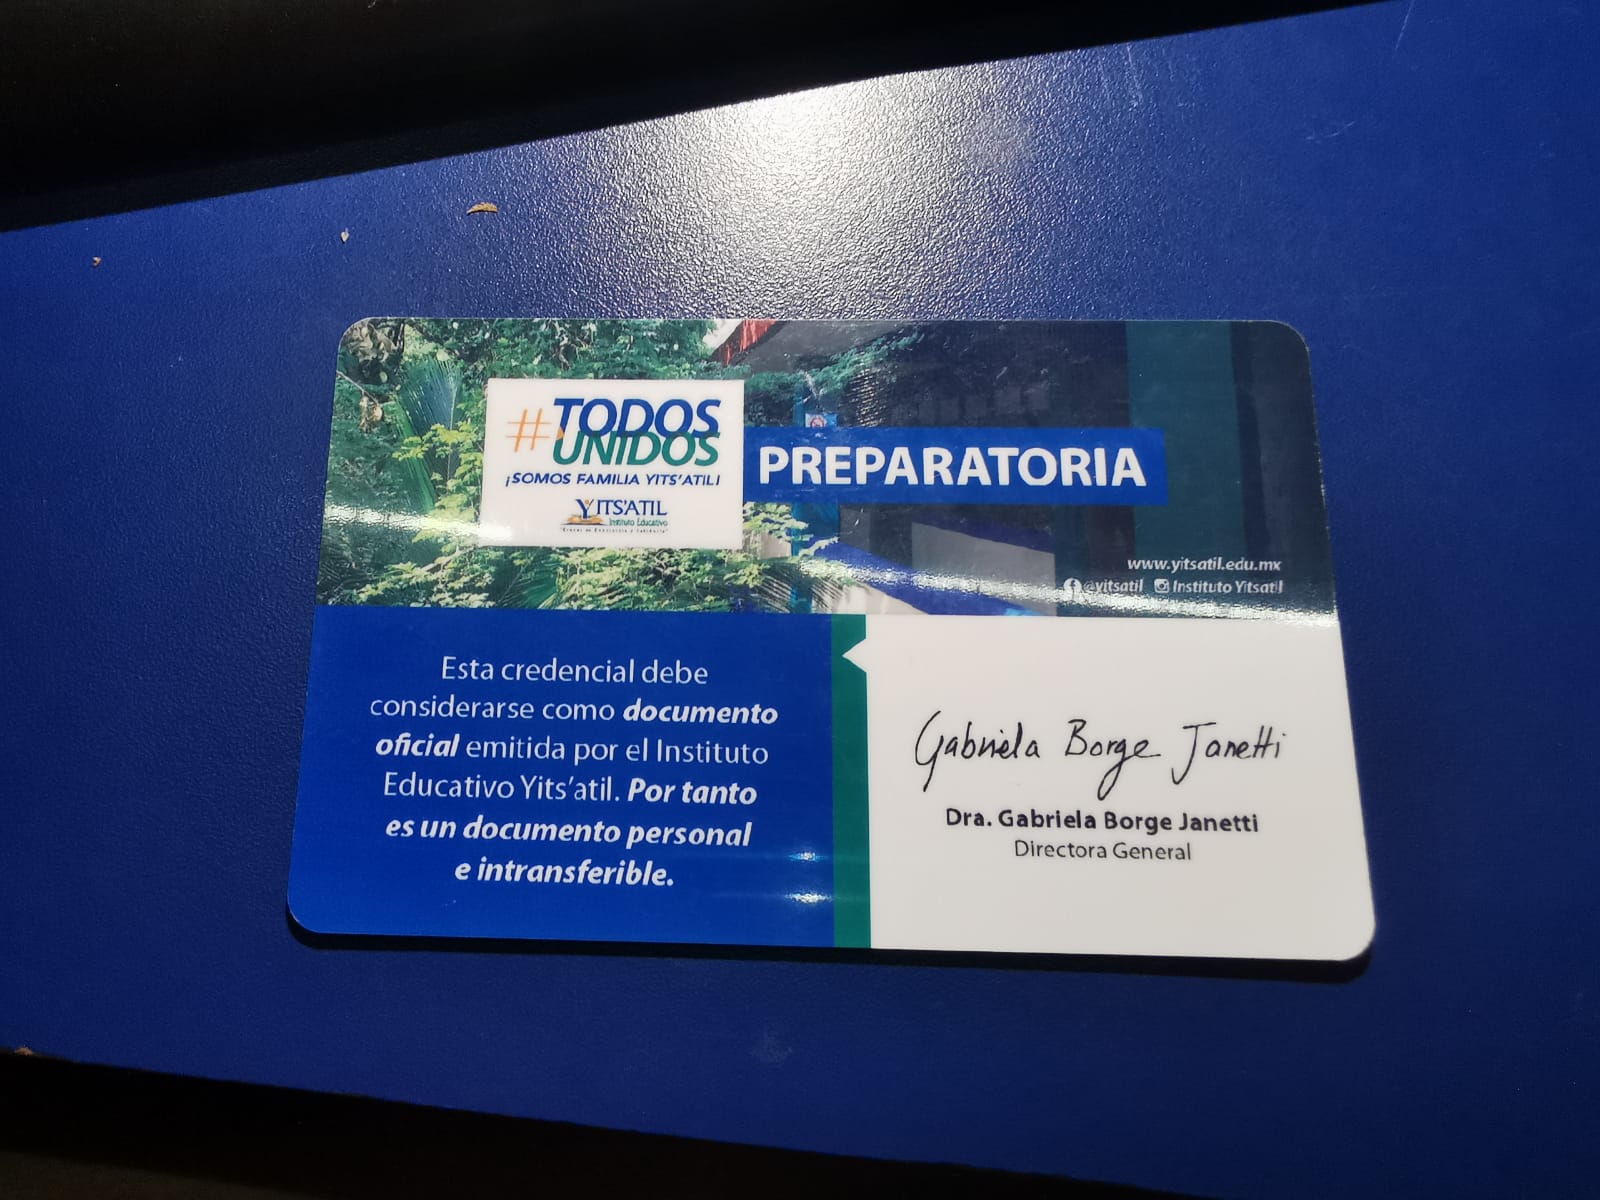 #TODOS
UNIDOS
¡SOMOS FAMILIA YITS'ATIL!
YITS'ATIL
Instituto Educativo
PREPARATORIA
www.yitsatil.edu.mx
@yitsatil Instituto Yitsatil
Esta credencial debe
considerarse como documento
oficial emitida por el Instituto
Educativo Yits'atil. Por tanto
es un documento personal
e intransferible.
Gabriela Borge Janetti
Dra. Gabriela Borge Janetti
Directora General